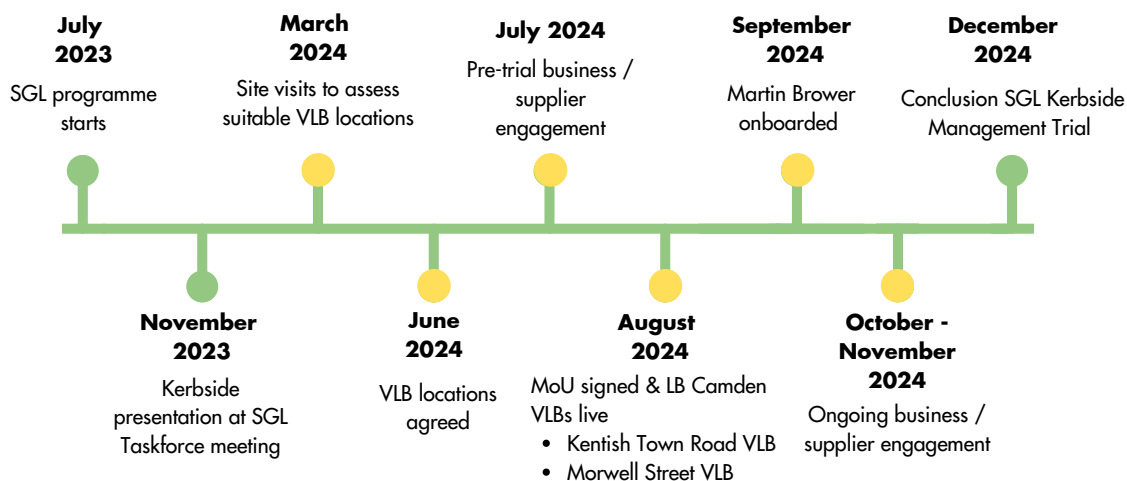 July
2023
SGL programme
starts
November
2023
Kerbside
presentation at SGL
Taskforce meeting
March
2024
Site visits to assess
suitable VLB locations
June
2024
VLB locations
agreed
July 2024
Pre-trial business /
supplier
engagement
August
2024
MoU signed & LB Camden
VLBs live
• Kentish Town Road VLB
• Morwell Street VLB
September
2024
Martin Brower
onboarded
October -
November
2024
Ongoing business /
supplier engagement
December
2024
Conclusion SGL Kerbside
Management Trial